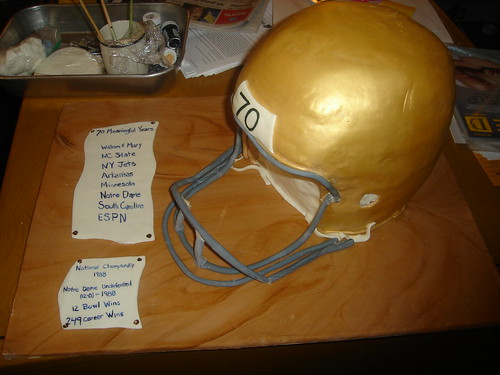 70
70 Meaningful Years
William & Mary
NC State
NY Jets
Arkansas
Minnesota
Notre Dame
South Carolina
ESPN
National Championship
1988
Notre Dame Undefeated
(12-0) - 1988
12 Bowl Wins
249 Career Wins